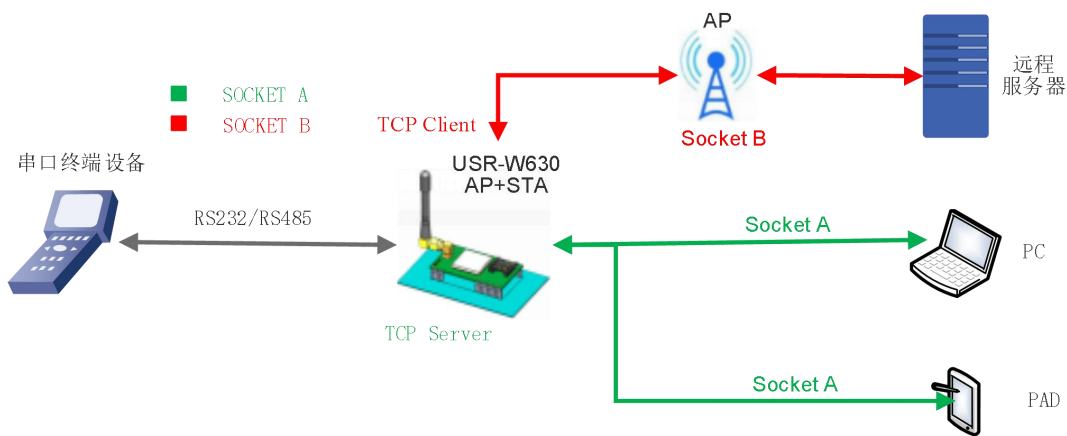 AP
远程
服务器
SOCKET A
SOCKET B
TCP Client
Socket B
串口终端设备
USR-W630
AP+STA
RS232/RS485
Socket A
PC
TCP Server
Socket A
PAD